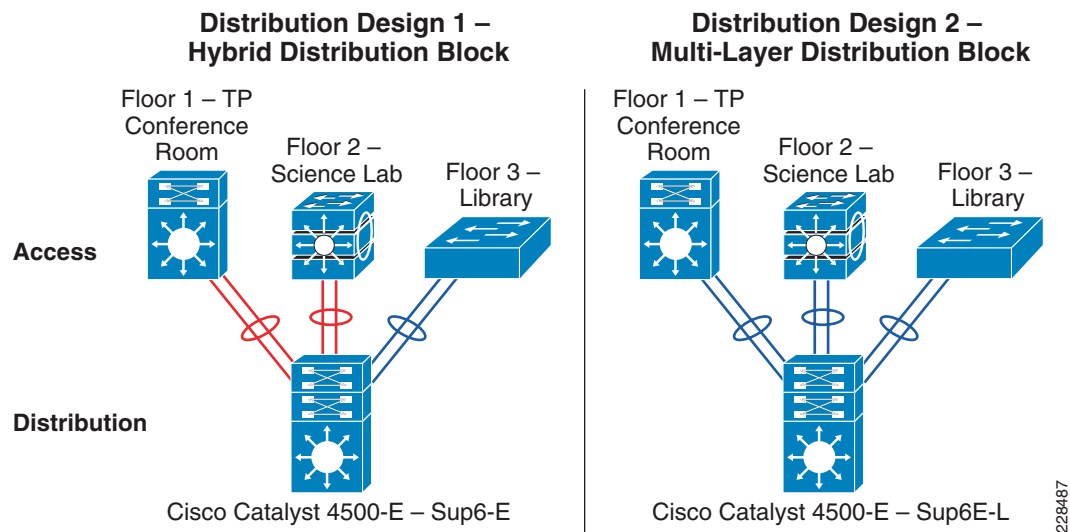 Distribution Design 1 –
Hybrid Distribution Block
Distribution Design 2 –
Multi-Layer Distribution Block
Floor 1 – TP
Conference
Room
Floor 2 –
Science Lab
Floor 3 –
Library
Floor 1 – TP
Conference
Room
Floor 2 –
Science Lab
Floor 3 –
Library
Access
Distribution
Cisco Catalyst 4500-E – Sup6-E
Cisco Catalyst 4500-E – Sup6E-L
228487